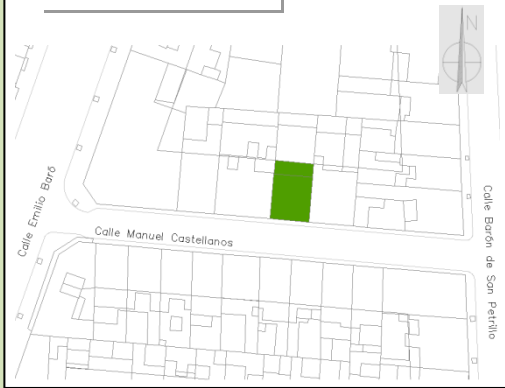 N
Calle Emilio Baró
Calle Manuel Castellanos
Calle Barón de San Petrillo